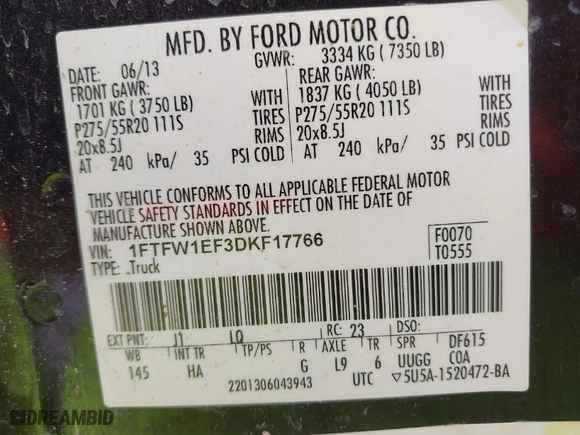 MFD. BY FORD MOTOR CO.
DATE: 06/13 GVWR: 3334 KG ( 7350 LB)
FRONT GAWR: REAR GAWR:
1701 KG ( 3750 LB) WITH 1837 KG ( 4050 LB) WITH
P275/55R20 111S TIRES P275/55R20 111S TIRES
20x8.5J RIMS 20x8.5J RIMS
AT 240 kPa/ 35 PSI COLD AT 240 kPa/ 35 PSI COLD
THIS VEHICLE CONFORMS TO ALL APPLICABLE FEDERAL MOTOR
VEHICLE SAFETY STANDARDS IN EFFECT ON THE DATE OF
MANUFACTURE SHOWN ABOVE.
VIN: 1FTFW1EF3DKF17766 F0070
TYPE: Truck T0555
EXT PNT: J1 LQ RC: 23 DSO:
WB INT TR TP/PS R AXLE TR SPR DF615
145 HA G L9 6 UUGG COA
2201306043943 UTC ▽5U5A-1520472-BA
DREAMBID